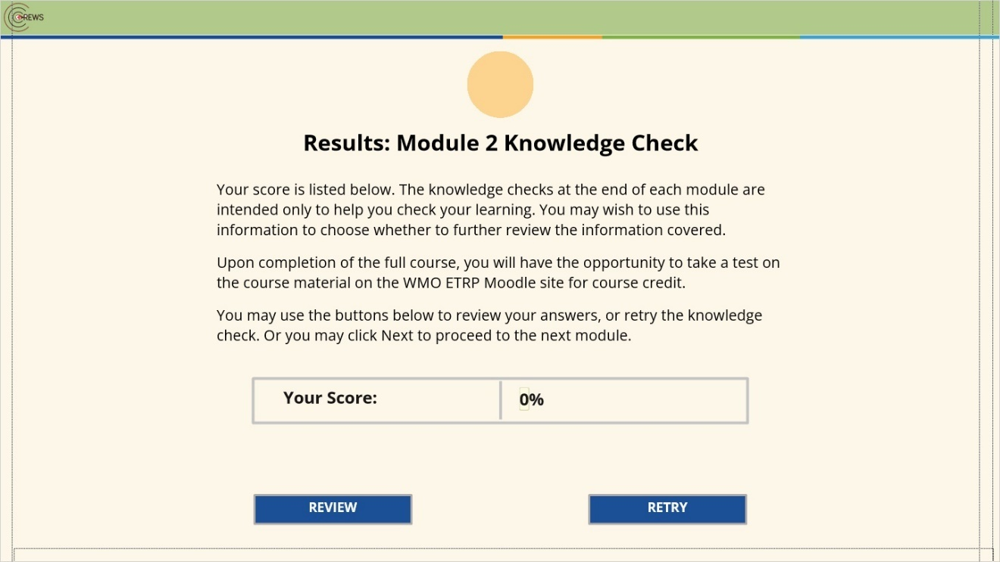 CREWS
Results: Module 2 Knowledge Check
Your score is listed below. The knowledge checks at the end of each module are
intended only to help you check your learning. You may wish to use this
information to choose whether to further review the information covered.
Upon completion of the full course, you will have the opportunity to take a test on
the course material on the WMO ETRP Moodle site for course credit.
You may use the buttons below to review your answers, or retry the knowledge
check. Or you may click Next to proceed to the next module.
Your Score: 0%
REVIEW RETRY